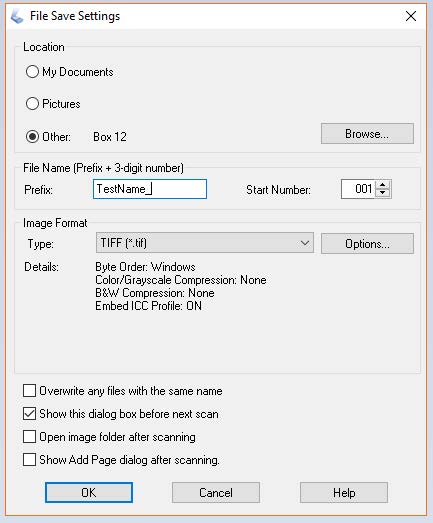 File Save Settings
Location
My Documents
Pictures
Other: Box 12 Browse...
File Name (Prefix + 3-digit number)
Prefix: TestName_ Start Number: 001
Image Format
Type: TIFF (*.tif) Options...
Details: Byte Order: Windows
Color/Grayscale Compression: None
B&W Compression: None
Embed ICC Profile: ON
Overwrite any files with the same name
Show this dialog box before next scan
Open image folder after scanning
Show Add Page dialog after scanning.
OK Cancel Help